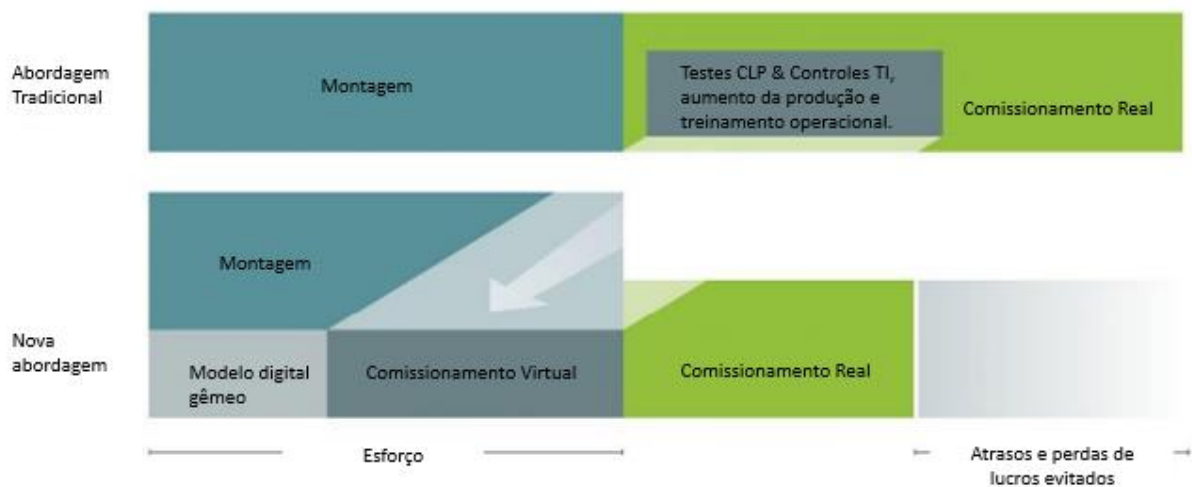 Abordagem
Tradicional
Montagem
Testes CLP & Controles TI,
aumento da produção e
treinamento operacional.
Comissionamento Real
Nova
abordagem
Montagem
Modelo digital
gêmeo
Comissionamento Virtual
Comissionamento Real
Esforço
Atrasos e perdas de
lucros evitados